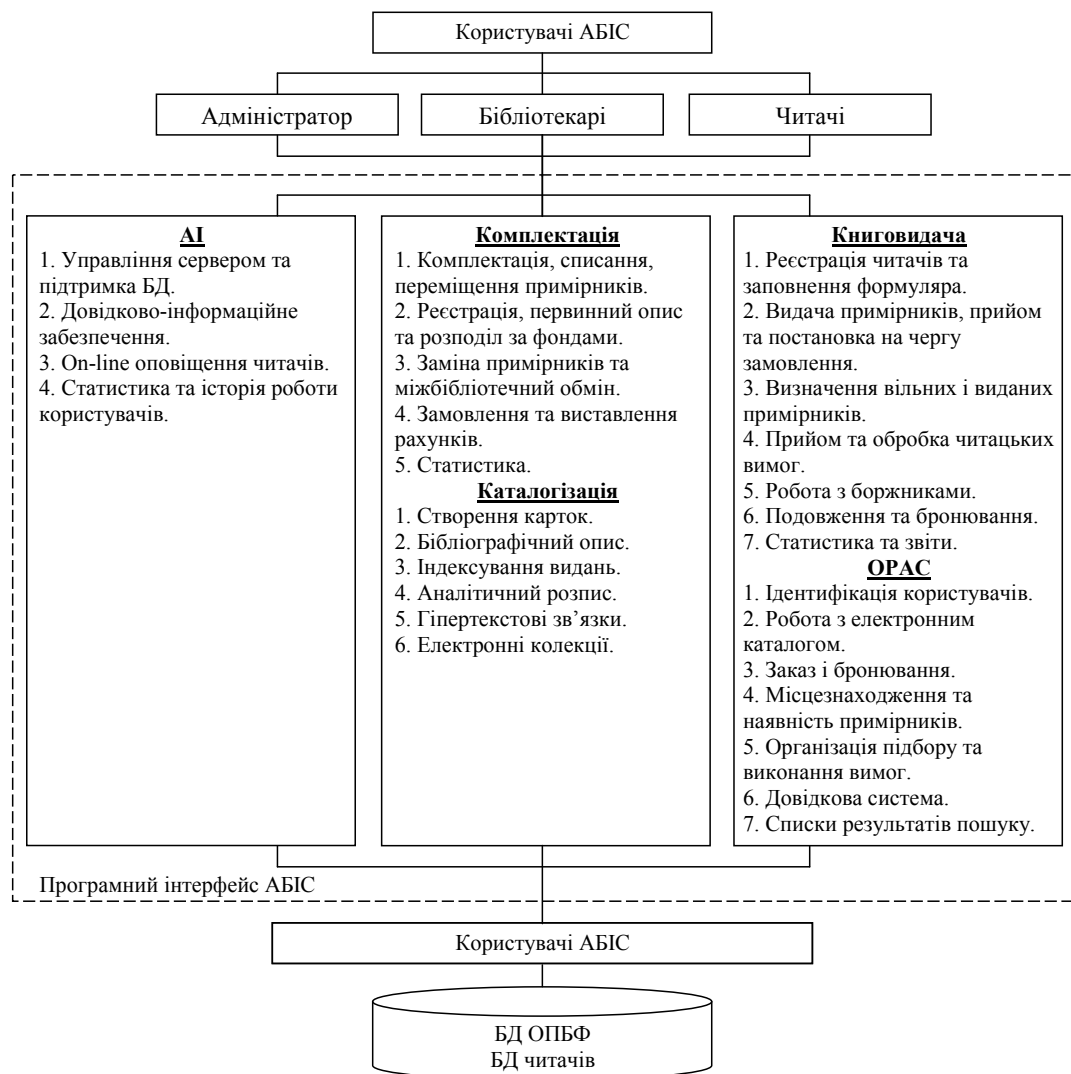 Користувачі АБІС
Адміністратор
Бібліотекарі
Читачі
АІ
1. Управління сервером та
підтримка БД.
2. Довідково-інформаційне
забезпечення.
3. On-line оповіщення читачів.
4. Статистика та історія роботи
користувачів.
Комплектація
1. Комплектація, списання,
переміщення примірників.
2. Реєстрація, первинний опис
та розподіл за фондами.
3. Заміна примірників та
міжбібліотечний обмін.
4. Замовлення та виставлення
рахунків.
5. Статистика.
Каталогізація
1. Створення карток.
2. Бібліографічний опис.
3. Індексування видань.
4. Аналітичний розпис.
5. Гіпертекстові зв’язки.
6. Електронні колекції.
Книговидача
1. Реєстрація читачів та
заповнення формуляра.
2. Видача примірників, прийом
та постановка на чергу
замовлення.
3. Визначення вільних і виданих
примірників.
4. Прийом та обробка читацьких
вимог.
5. Робота з боржниками.
6. Подовження та бронювання.
7. Статистика та звіти.
OPAC
1. Ідентифікація користувачів.
2. Робота з електронним
каталогом.
3. Заказ і бронювання.
4. Місцезнаходження та
наявність примірників.
5. Організація підбору та
виконання вимог.
6. Довідкова система.
7. Списки результатів пошуку.
Програмний інтерфейс АБІС
Користувачі АБІС
БД ОПБФ
БД читачів